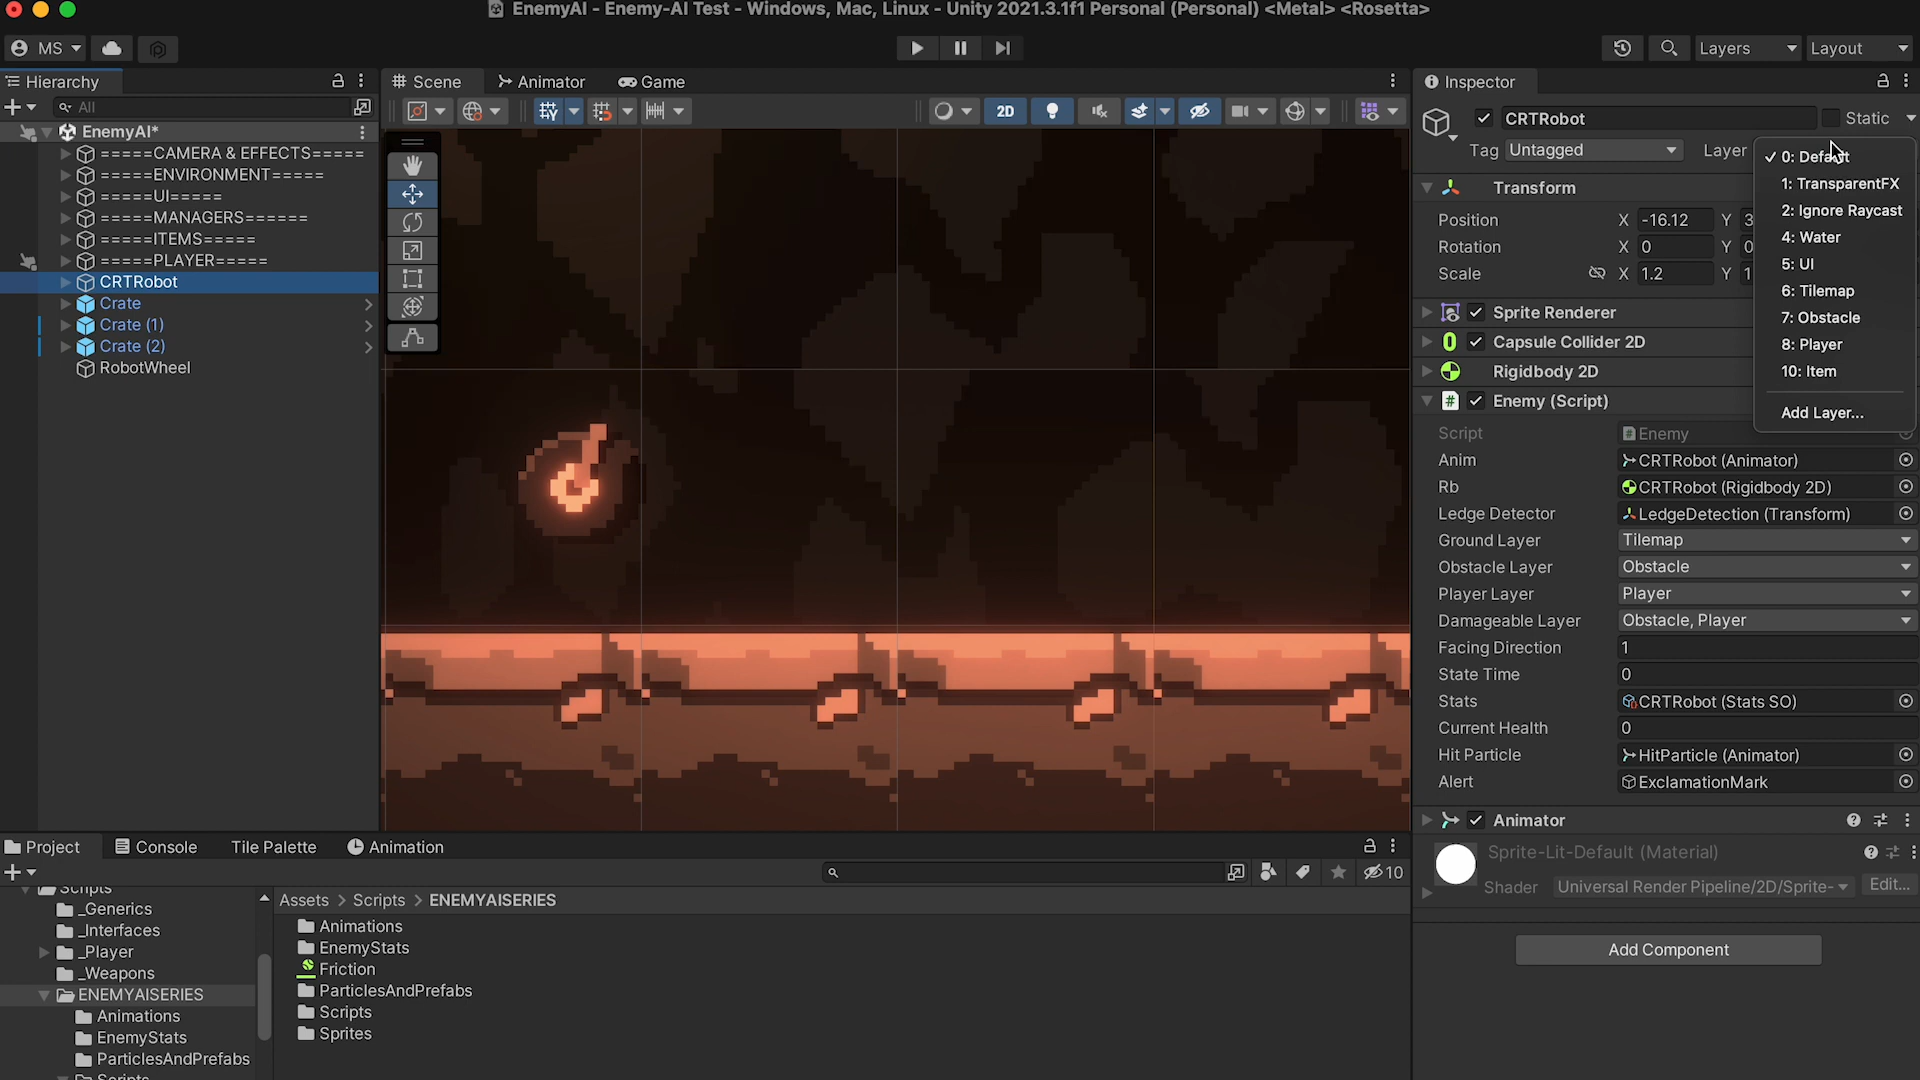 EnemyAI - Enemy-AI Test - Windows, Mac, Linux - Unity 2021.3.1f1 Personal (Personal) <Metal> <Rosetta>
MS
Layers
Layout
Hierarchy
Scene
Animator
Game
Inspector
All
2D
CRTRobot
Static
EnemyAI*
Tag
Untagged
Layer
=====CAMERA & EFFECTS=====
=====ENVIRONMENT=====
=====UI=====
=====MANAGERS======
=====ITEMS=====
=====PLAYER=====
CRTRobot
Crate
Crate (1)
Crate (2)
RobotWheel
0: Default
1: TransparentFX
2: Ignore Raycast
4: Water
5: UI
6: Tilemap
7: Obstacle
8: Player
10: Item
Add Layer...
Transform
Position X -16.12 Y 3
Rotation X 0 Y 0
Scale X 1.2 Y 1
Sprite Renderer
Capsule Collider 2D
Rigidbody 2D
# Enemy (Script)
Script # Enemy
Anim CRTRobot (Animator)
Rb CRTRobot (Rigidbody 2D)
Ledge Detector LedgeDetection (Transform)
Ground Layer Tilemap
Obstacle Layer Obstacle
Player Layer Player
Damageable Layer Obstacle, Player
Facing Direction 1
State Time 0
Stats CRTRobot (Stats SO)
Current Health 0
Hit Particle HitParticle (Animator)
Alert ExclamationMark
Animator
Sprite-Lit-Default (Material)
Shader Universal Render Pipeline/2D/Sprite- Edit...
Add Component
Project
Console
Tile Palette
Animation
10
Scripts
_Generics
_Interfaces
_Player
_Weapons
ENEMYAISERIES
Animations
EnemyStats
ParticlesAndPrefabs
Scripts
Assets > Scripts > ENEMYAISERIES
Animations
EnemyStats
Friction
ParticlesAndPrefabs
Scripts
Sprites